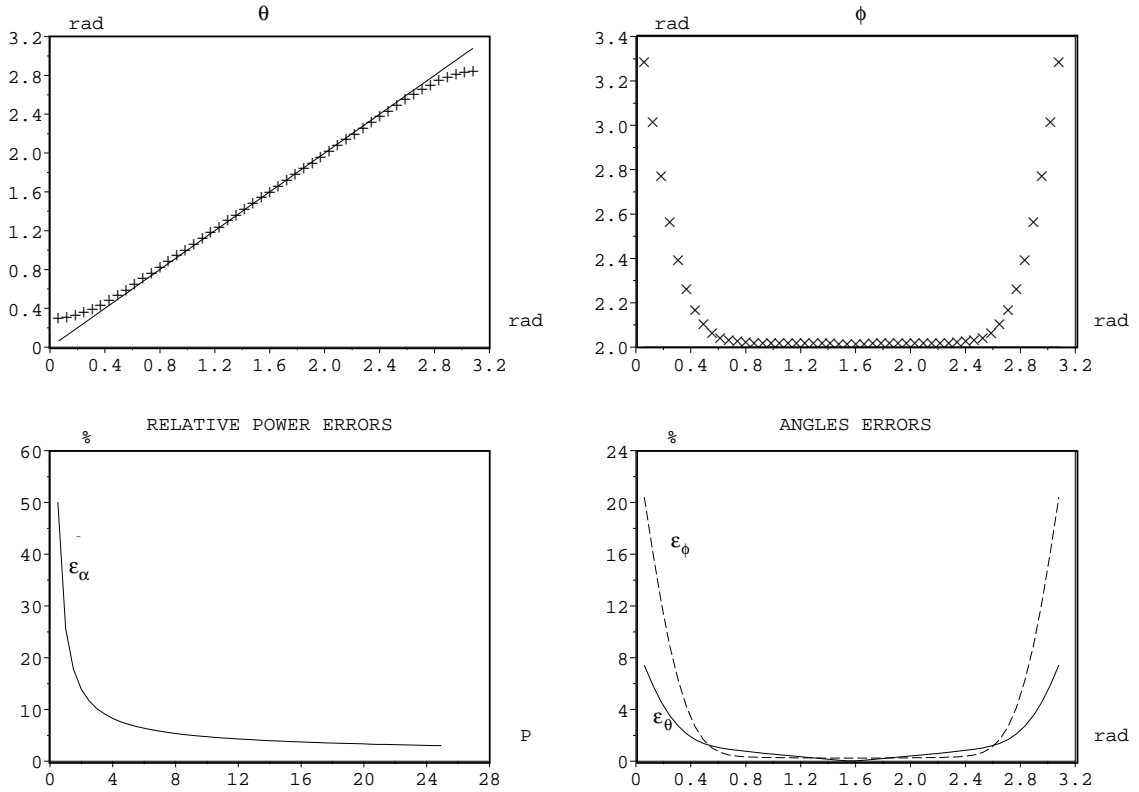 θ
rad
3.2
2.8
2.4
2.0
1.6
1.2
0.8
0.4
0
0 0.4 0.8 1.2 1.6 2.0 2.4 2.8 3.2
rad
ϕ
rad
3.4
3.2
3.0
2.8
2.6
2.4
2.2
2.0
0 0.4 0.8 1.2 1.6 2.0 2.4 2.8 3.2
rad
RELATIVE POWER ERRORS
%
60
50
40
30
20
10
0
0 4 8 12 16 20 24 28
P
ε_α
ANGLES ERRORS
%
24
20
16
12
8
4
0
0 0.4 0.8 1.2 1.6 2.0 2.4 2.8 3.2
rad
ε_ϕ
ε_θ